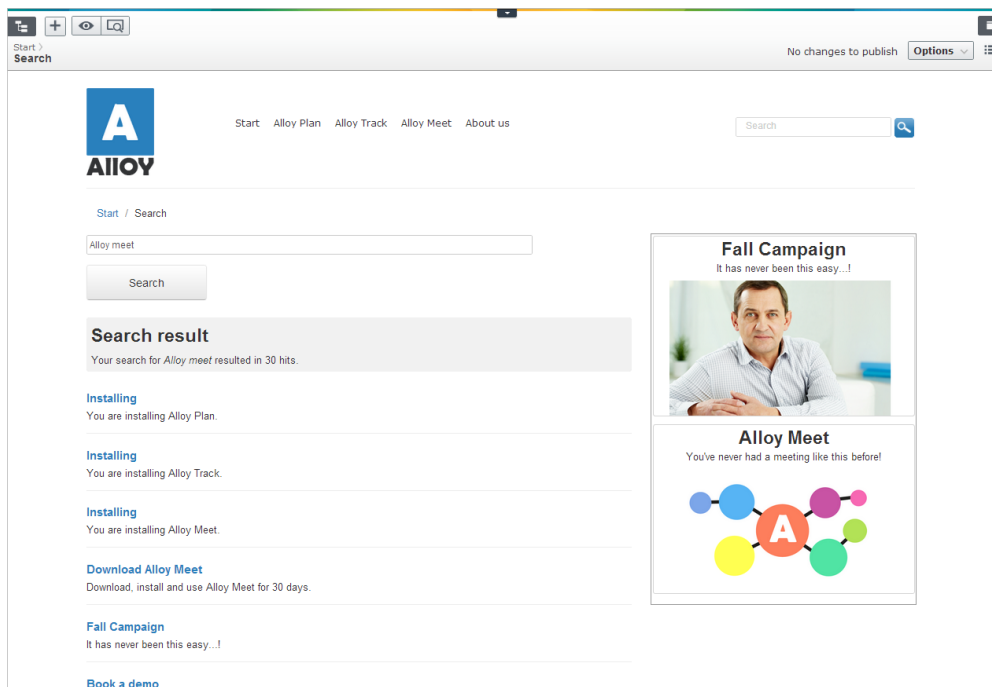 Start 〉
Search
No changes to publish
Options
A
AllOY
Start Alloy Plan Alloy Track Alloy Meet About us
Search
Start / Search
Alloy meet
Search
Search result
Your search for Alloy meet resulted in 30 hits.
Installing
You are installing Alloy Plan.
Installing
You are installing Alloy Track.
Installing
You are installing Alloy Meet.
Download Alloy Meet
Download, install and use Alloy Meet for 30 days.
Fall Campaign
It has never been this easy...!
Book a demo
Fall Campaign
It has never been this easy...!
Alloy Meet
You've never had a meeting like this before!
A